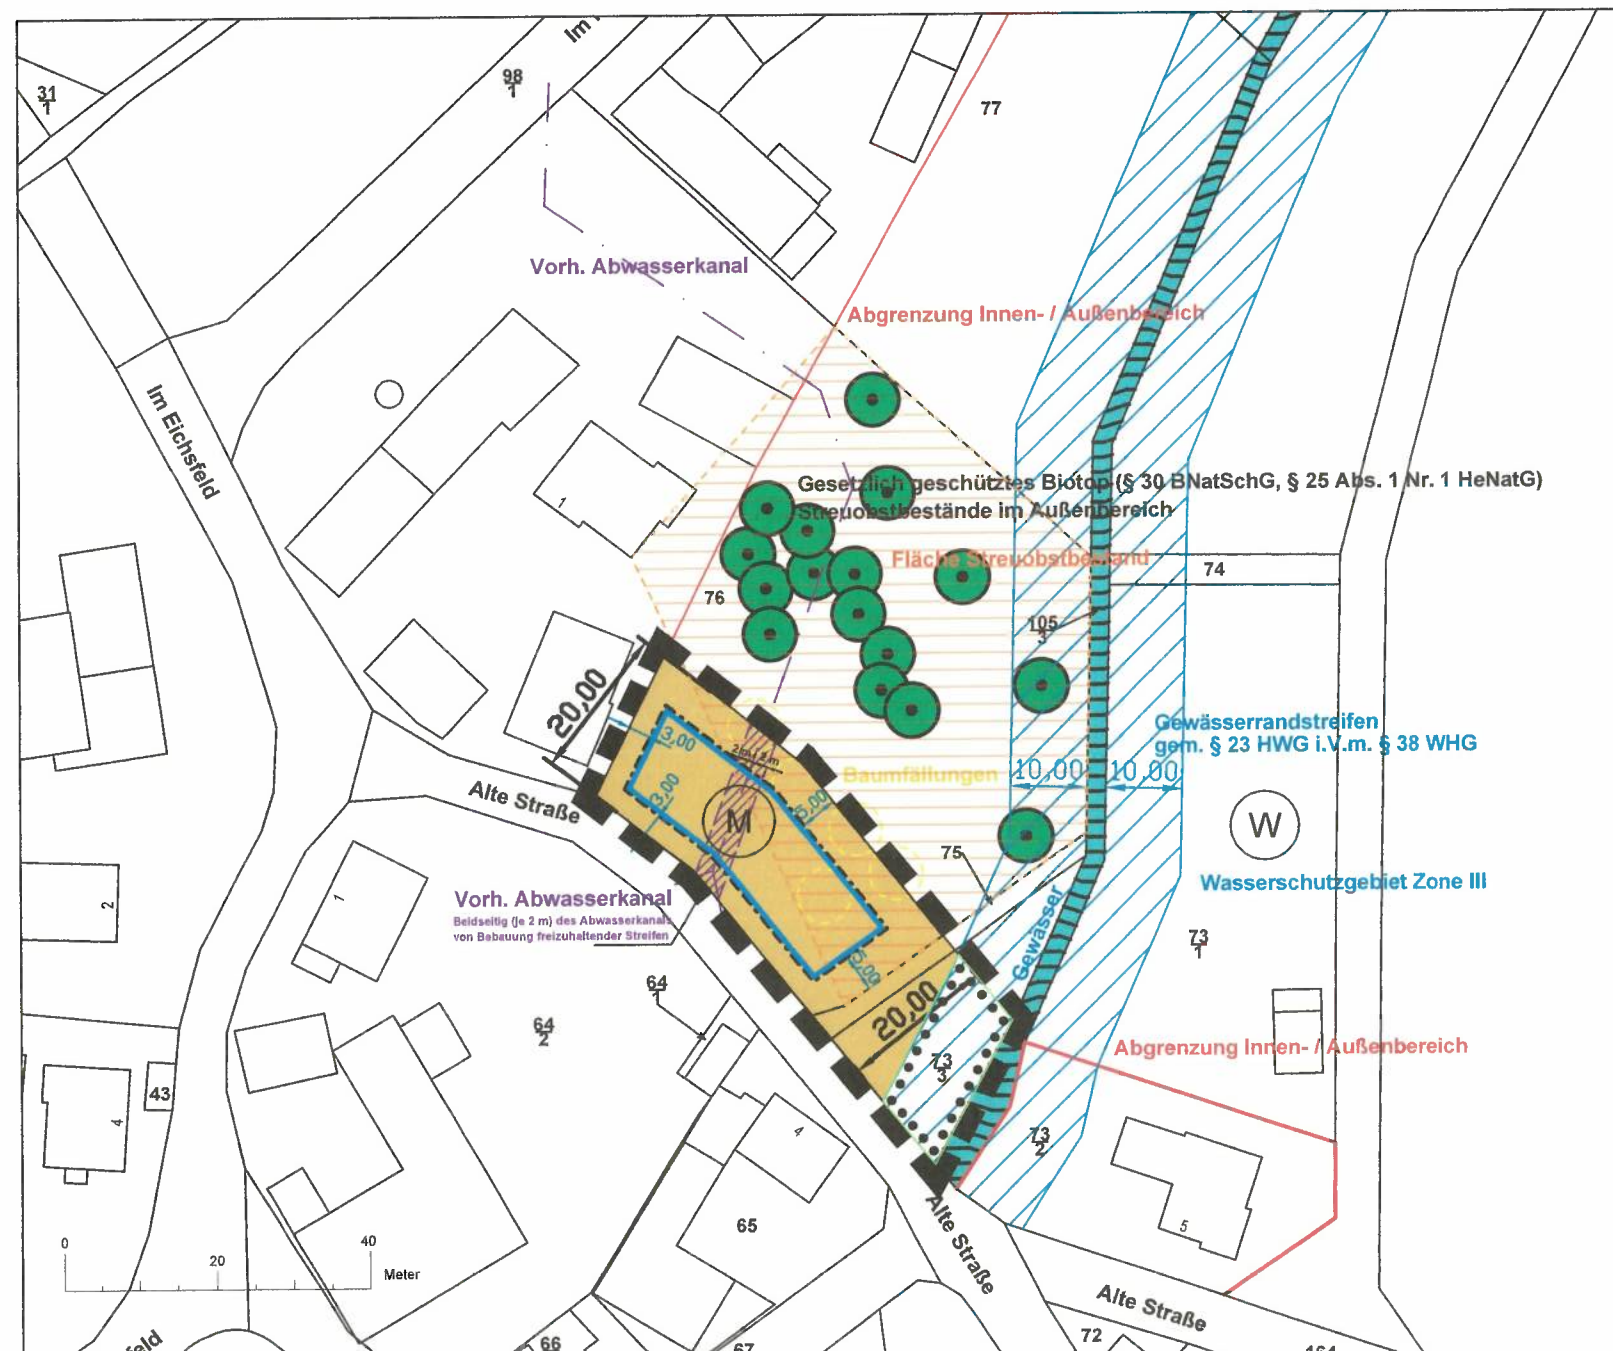 98
1
31
1
77
Vorh. Abwasserkanal
Abgrenzung Innen- / Außenbereich
Im Eichsfeld
1
Gesetzlich geschütztes Biotop (§ 30 BNatSchG, § 25 Abs. 1 Nr. 1 HeNatG)
Streuobstbestände im Außenbereich
Fläche Streuobstbestand
74
76
105
3
20,00
Gewässerrandstreifen
gem. § 23 HWG i.V.m. § 38 WHG
3,00
10,00
10,00
Baumfällungen
3,00
5,00
Alte Straße
M
W
75
Wasserschutzgebiet Zone III
Vorh. Abwasserkanal
Beidseitig (je 2 m) des Abwasserkanals
von Bebauung freizuhaltender Streifen
1
2
Gewässer
73
1
5,00
64
1
20,00
64
2
Abgrenzung Innen- / Außenbereich
73
3
43
4
4
73
2
65
5
Alte Straße
0
20
40
Meter
Alte Straße
66
67
72